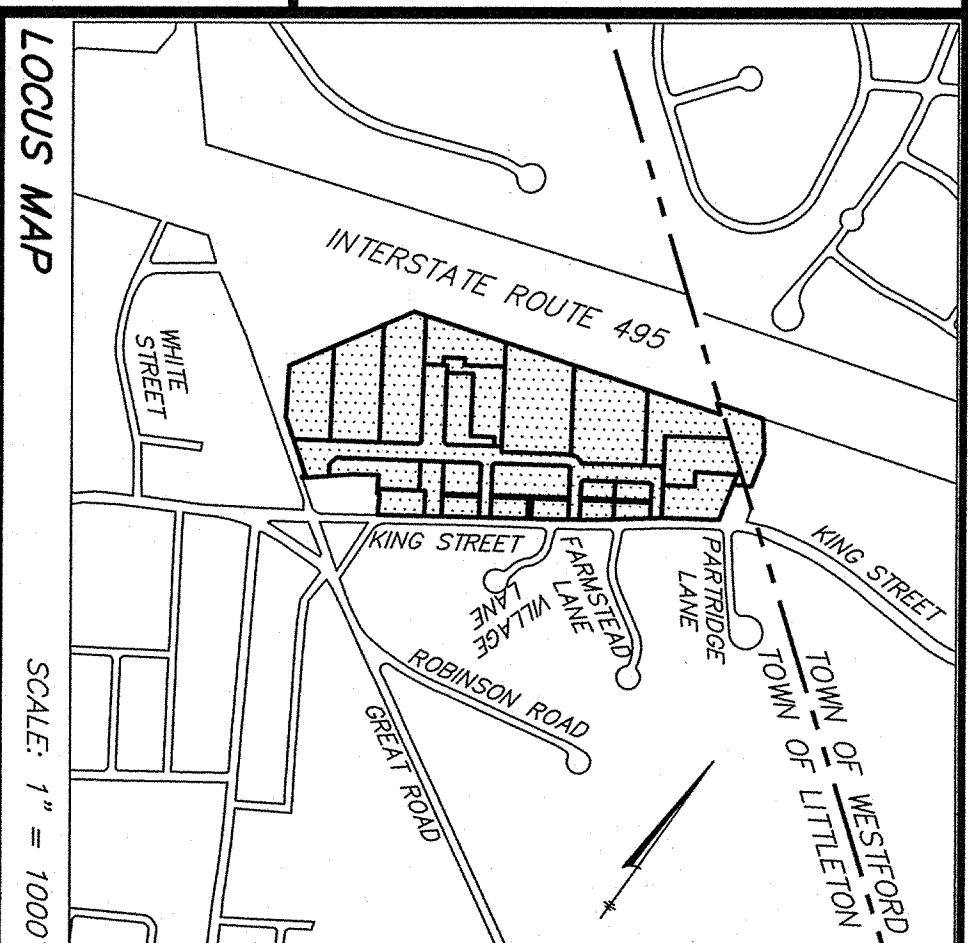 LOCUS MAP
SCALE: 1" = 1000'
INTERSTATE ROUTE 495
WHITE
STREET
KING STREET
VILLAGE
LANE
FARMSTEAD
LANE
PARTRIDGE
LANE
KING STREET
ROBINSON ROAD
GREAT ROAD
TOWN OF WESTFORD
TOWN OF LITTLETON